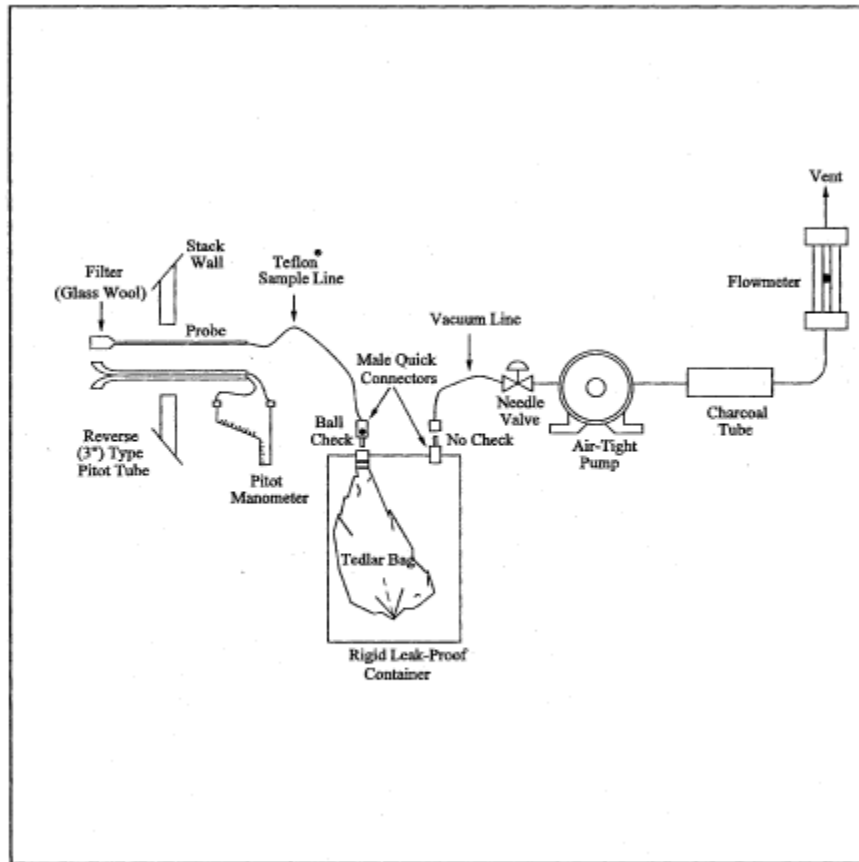 Vent
Stack
Wall
Filter
(Glass Wool)
Teflon®
Sample Line
Flowmeter
Probe
Vacuum Line
Male Quick
Connectors
Needle
Valve
Ball
Check
No Check
Charcoal
Tube
Air-Tight
Pump
Reverse
(3") Type
Pitot Tube
Pitot
Manometer
Tedlar Bag
Rigid Leak-Proof
Container